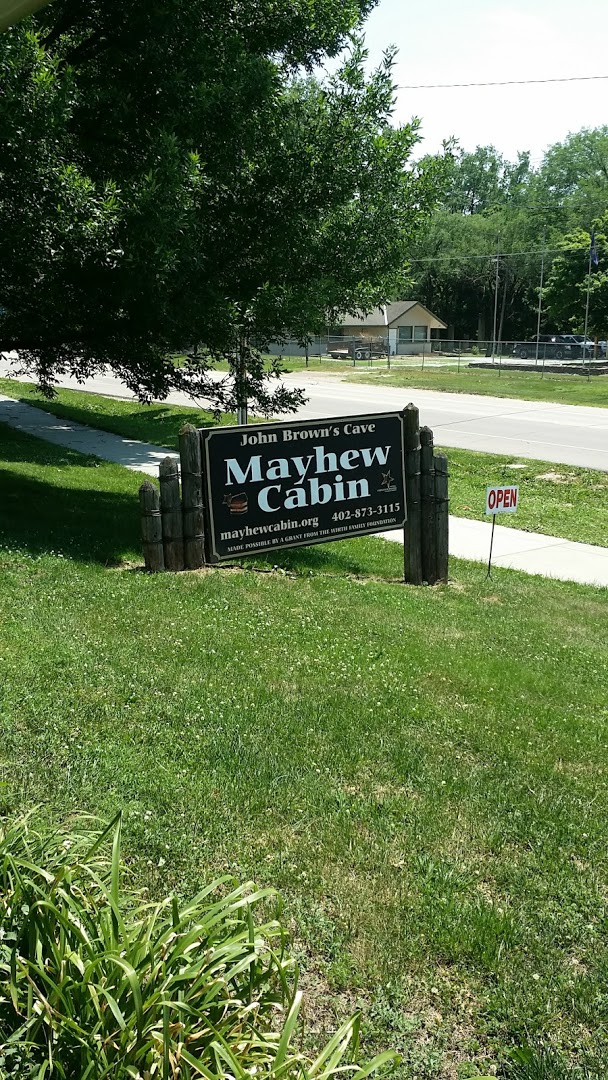 John Brown's Cave
Mayhew
Cabin
mayhewcabin.org 402-873-3115
MADE POSSIBLE BY A GRANT FROM THE WIRTH FAMILY FOUNDATION
OPEN